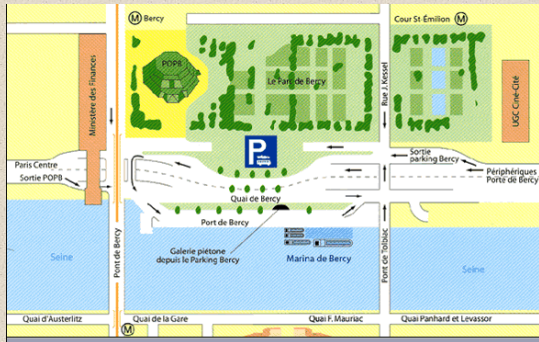 M Bercy
Cour St-Émilion M
POPB
Le Parc de Bercy
Ministère des Finances
Rue J. Kessel
UGC Ciné-Cité
P
Paris Centre
Sortie POPB
Sortie
parking Bercy
Périphériques
Porte de Bercy
Quai de Bercy
Port de Bercy
Galerie piétone
depuis le Parking Bercy
Marina de Bercy
Pont de Bercy
Pont de Tolbiac
Seine
Seine
Quai d'Austerlitz
Quai de la Gare
Quai F. Mauriac
Quai Panhard et Levassor
M